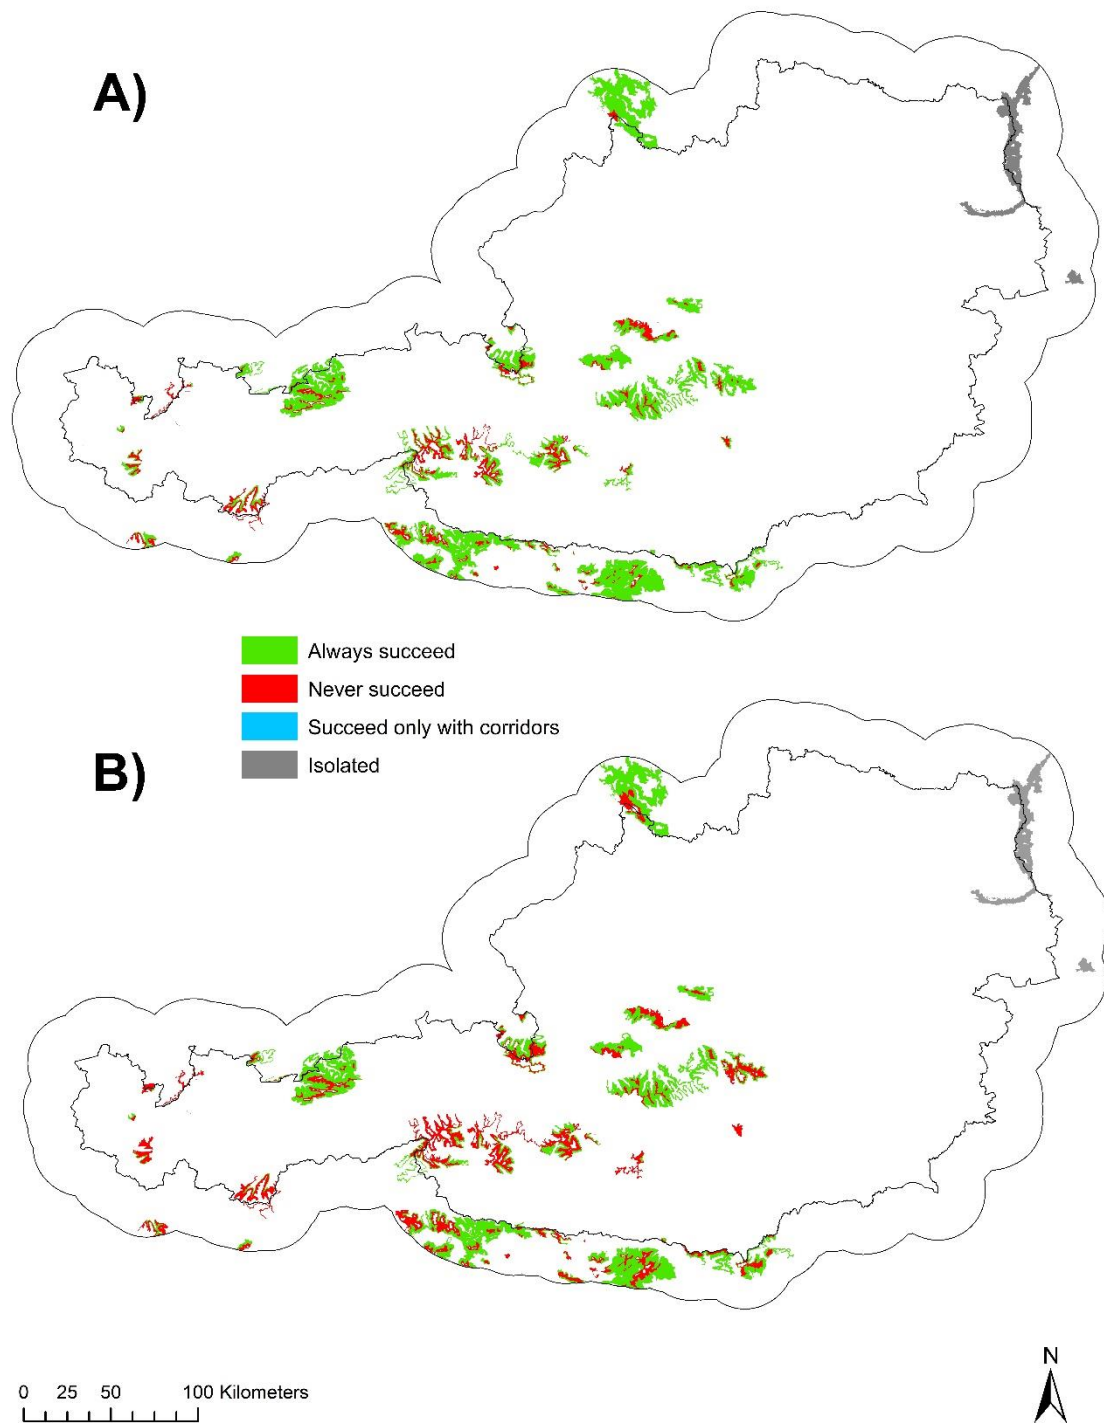 A)
Always succeed
Never succeed
Succeed only with corridors
Isolated
B)
N
0 25 50 100 Kilometers